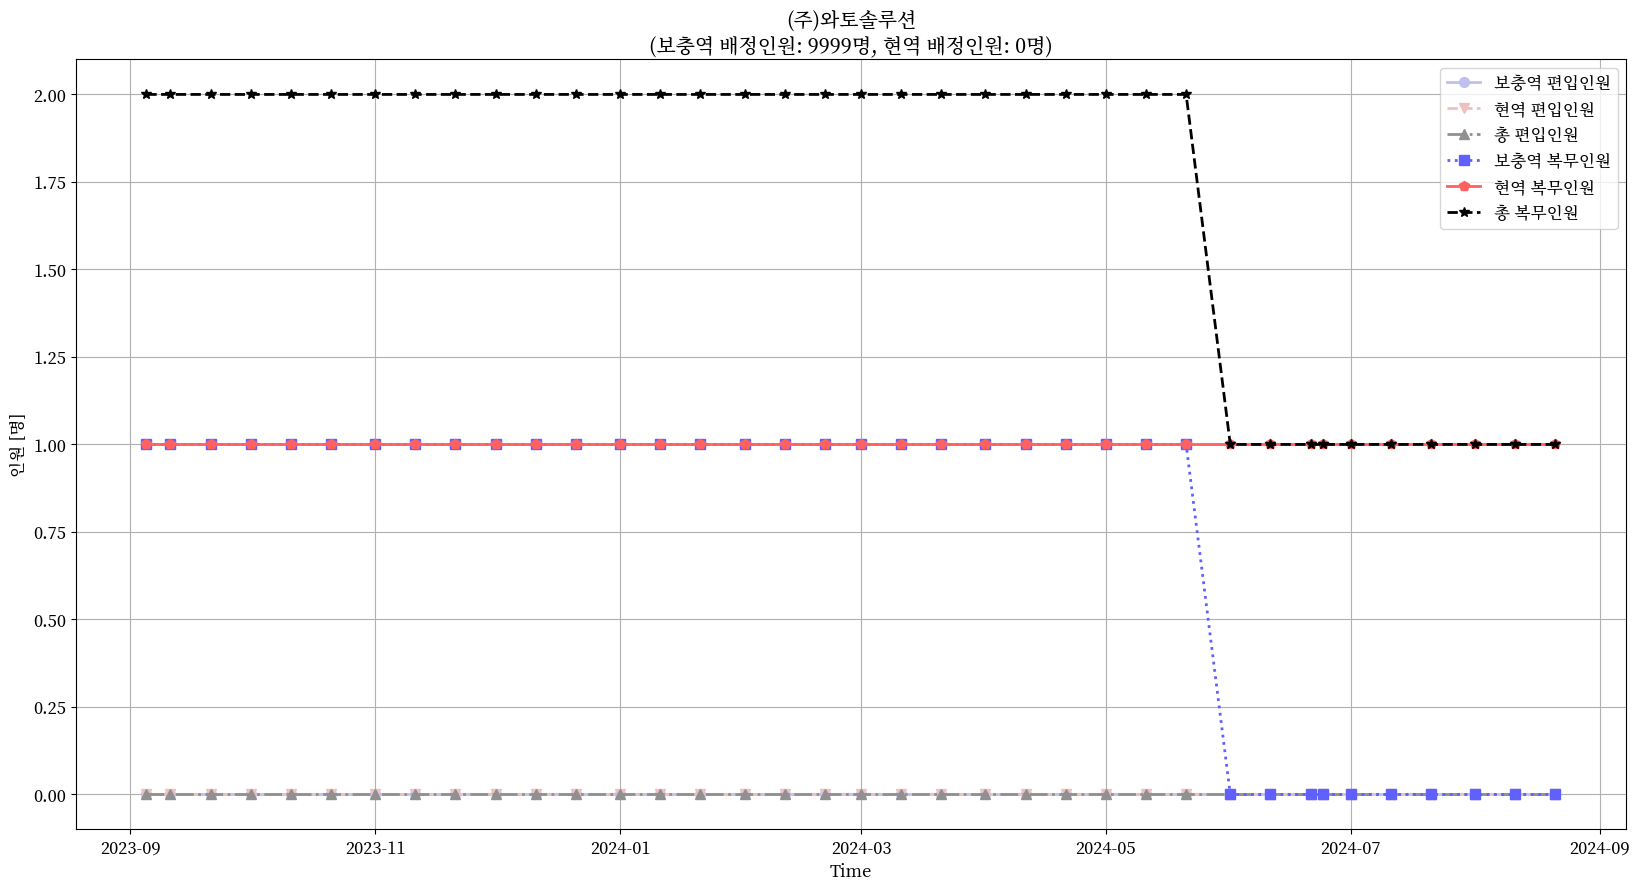 (주)와토솔루션
(보충역 배정인원: 9999명, 현역 배정인원: 0명)
보충역 편입인원
현역 편입인원
총 편입인원
보충역 복무인원
현역 복무인원
총 복무인원
인원 [명]
2.00
1.75
1.50
1.25
1.00
0.75
0.50
0.25
0.00
2023-09
2023-11
2024-01
2024-03
2024-05
2024-07
2024-09
Time